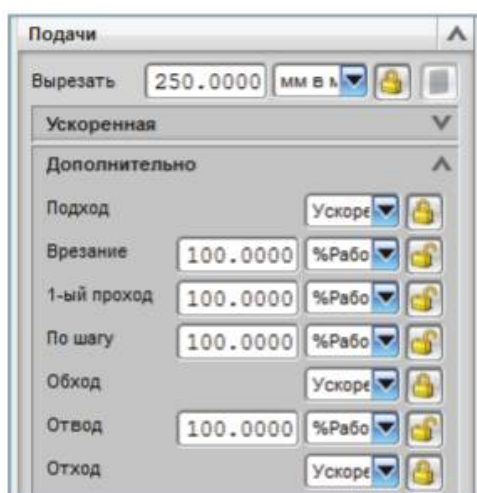 Подачи
Вырезать 250.0000 мм в м
Ускоренная
Дополнительно
Подход Ускоре
Врезание 100.0000 %Рабо
1-ый проход 100.0000 %Рабо
По шагу 100.0000 %Рабо
Обход Ускоре
Отвод 100.0000 %Рабо
Отход Ускоре